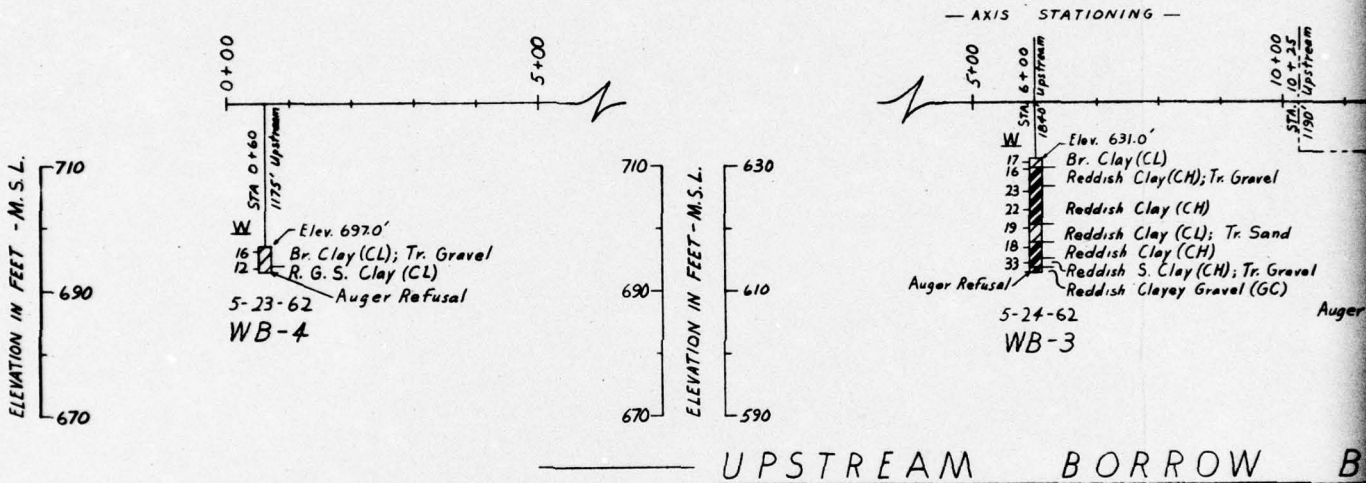 — AXIS STATIONING —
0+00
5+00
5+00
10+00
STA 0+60
1175' Upstream
STA 6+00
1840' Upstream
STA. 10+25
1190' Upstream
ELEVATION IN FEET - M.S.L.
710
690
670
W
Elev. 697.0'
16 Br. Clay (CL); Tr. Gravel
12 R. G. S. Clay (CL)
Auger Refusal
5-23-62
WB-4
710
690
670
ELEVATION IN FEET - M.S.L.
630
610
590
W
Elev. 631.0'
17 Br. Clay (CL)
16 Reddish Clay (CH); Tr. Gravel
23
22 Reddish Clay (CH)
19 Reddish Clay (CL); Tr. Sand
18 Reddish Clay (CH)
33 Reddish S. Clay (CH); Tr. Gravel
Auger Refusal Reddish Clayey Gravel (GC)
5-24-62
WB-3
Auger
UPSTREAM BORROW B